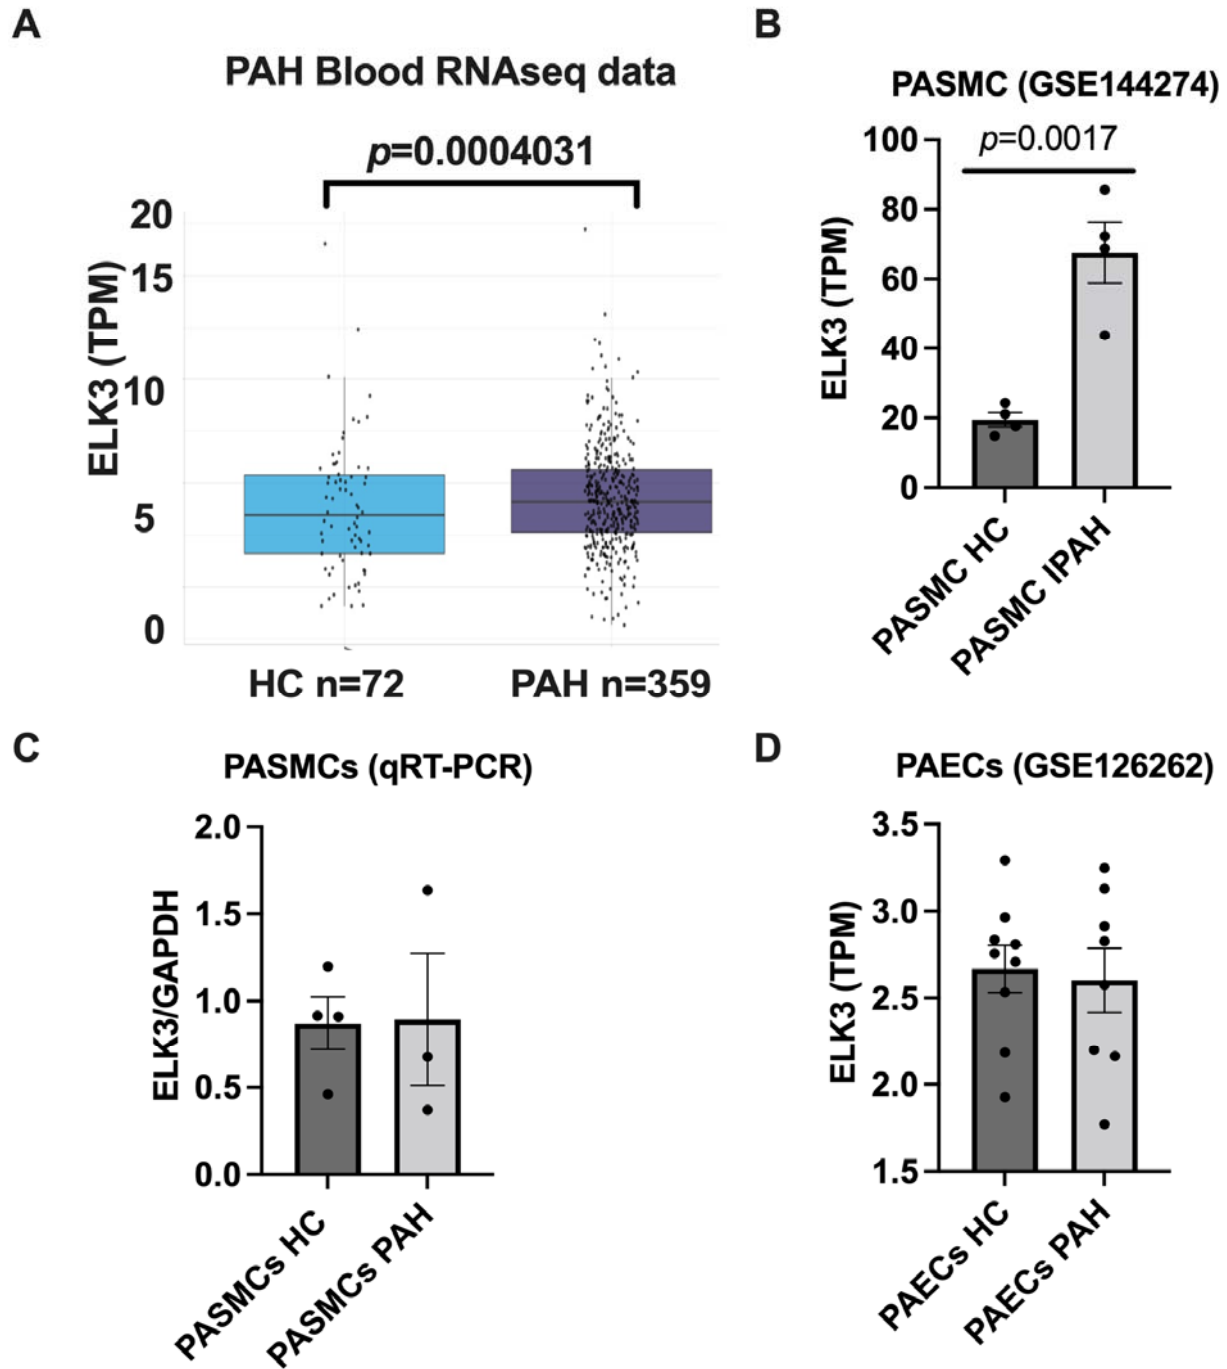 A
PAH Blood RNAseq data
p=0.0004031
ELK3 (TPM)
20
15
10
5
0
HC n=72
PAH n=359
B
PASMC (GSE144274)
p=0.0017
ELK3 (TPM)
100
80
60
40
20
0
PASMC HC
PASMC IPAH
C
PASMCs (qRT-PCR)
ELK3/GAPDH
2.0
1.5
1.0
0.5
0.0
PASMCs HC
PASMCs PAH
D
PAECs (GSE126262)
ELK3 (TPM)
3.5
3.0
2.5
2.0
1.5
PAECs HC
PAECs PAH